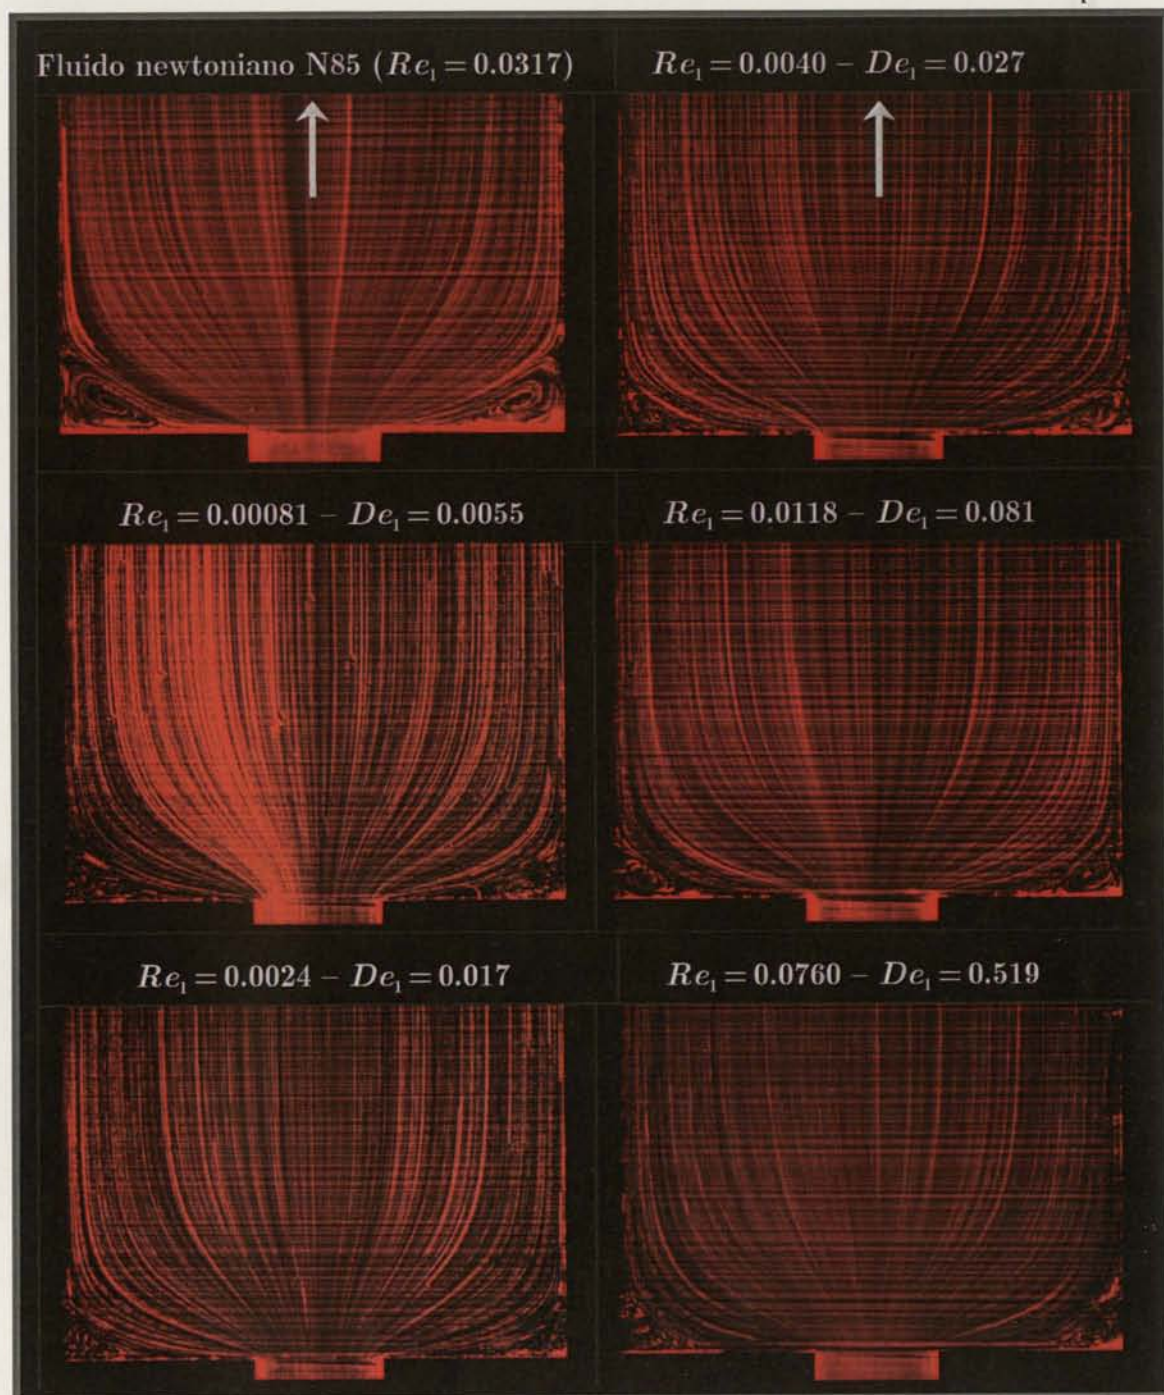 Fluido newtoniano N85 (Re₁ = 0.0317)
Re₁ = 0.0040 – De₁ = 0.027
Re₁ = 0.00081 – De₁ = 0.0055
Re₁ = 0.0118 – De₁ = 0.081
Re₁ = 0.0024 – De₁ = 0.017
Re₁ = 0.0760 – De₁ = 0.519